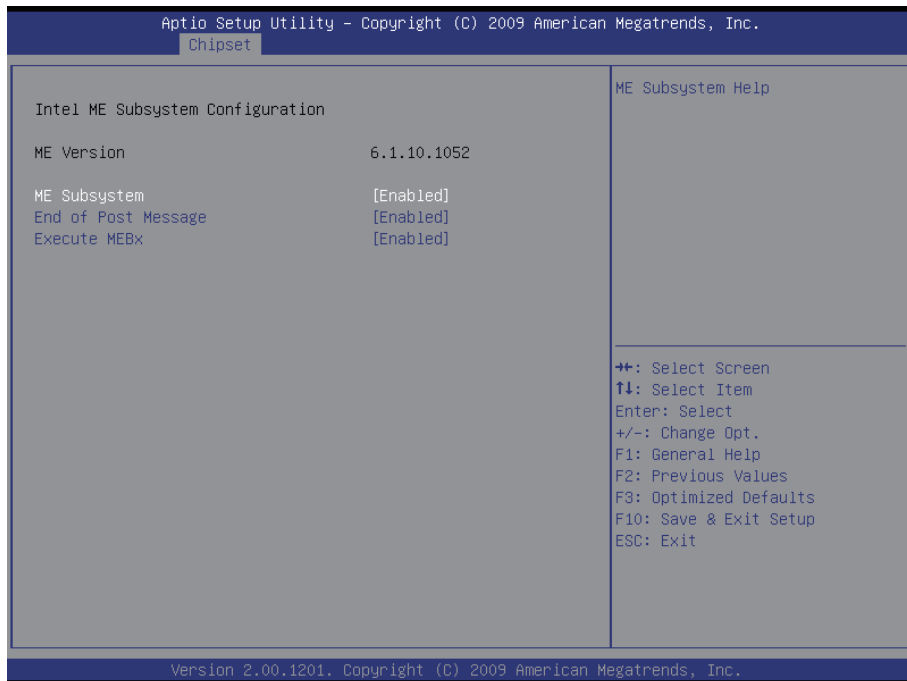 Aptio Setup Utility – Copyright (C) 2009 American Megatrends, Inc.
Chipset
Intel ME Subsystem Configuration
ME Version 6.1.10.1052
ME Subsystem [Enabled]
End of Post Message [Enabled]
Execute MEBx [Enabled]
ME Subsystem Help
→←: Select Screen
↑↓: Select Item
Enter: Select
+/-: Change Opt.
F1: General Help
F2: Previous Values
F3: Optimized Defaults
F10: Save & Exit Setup
ESC: Exit
Version 2.00.1201. Copyright (C) 2009 American Megatrends, Inc.